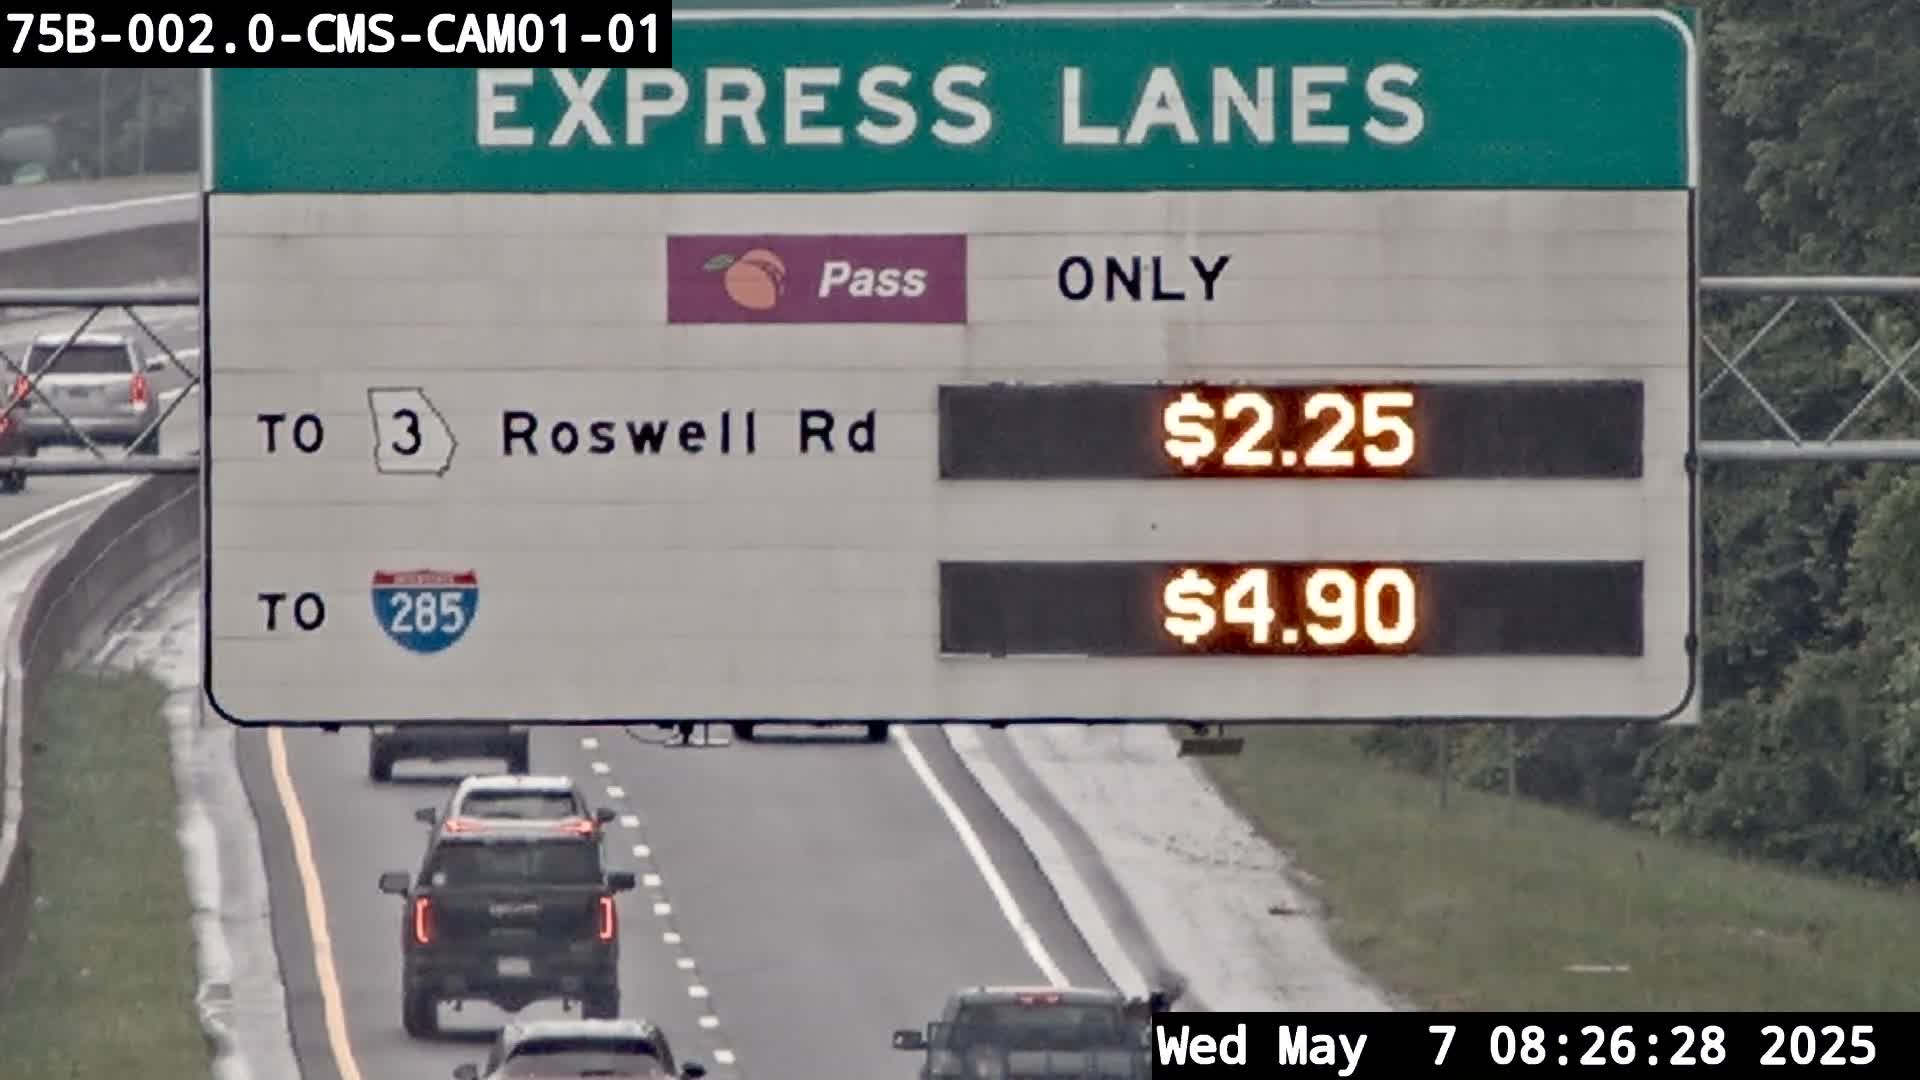 75B-002.0-CMS-CAM01-01
EXPRESS LANES
Pass ONLY
TO 3 Roswell Rd $2.25
TO INTERSTATE 285 $4.90
Wed May 7 08:26:28 2025